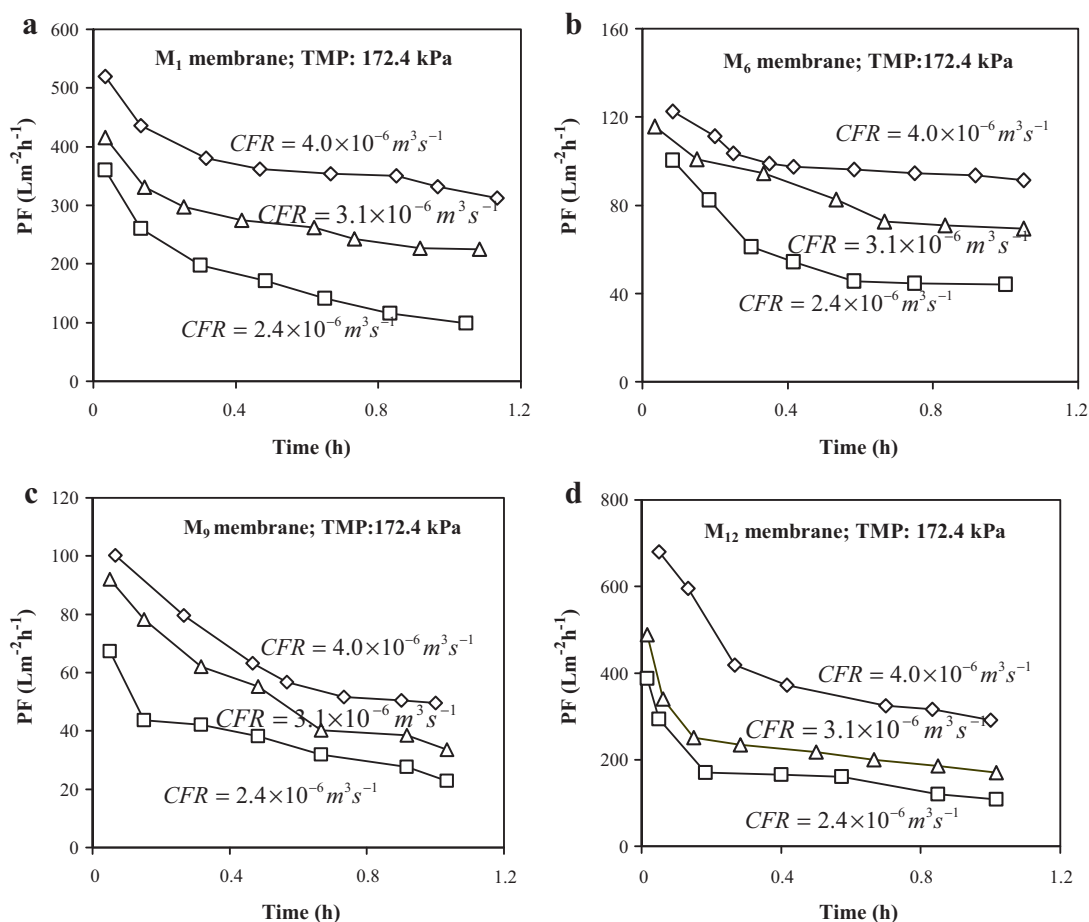 a
M₁ membrane; TMP: 172.4 kPa
PF (Lm⁻²h⁻¹)
600
500
400
300
200
100
0
CFR = 4.0×10⁻⁶ m³s⁻¹
CFR = 3.1×10⁻⁶ m³s⁻¹
CFR = 2.4×10⁻⁶ m³s⁻¹
0 0.4 0.8 1.2
Time (h)
b
M₆ membrane; TMP:172.4 kPa
PF (Lm⁻²h⁻¹)
160
120
80
40
0
CFR = 4.0×10⁻⁶ m³s⁻¹
CFR = 3.1×10⁻⁶ m³s⁻¹
CFR = 2.4×10⁻⁶ m³s⁻¹
0 0.4 0.8 1.2
Time (h)
c
M₉ membrane; TMP:172.4 kPa
PF (Lm⁻²h⁻¹)
120
100
80
60
40
20
0
CFR = 4.0×10⁻⁶ m³s⁻¹
CFR = 3.1×10⁻⁶ m³s⁻¹
CFR = 2.4×10⁻⁶ m³s⁻¹
0 0.4 0.8 1.2
Time (h)
d
M₁₂ membrane; TMP: 172.4 kPa
PF (Lm⁻²h⁻¹)
800
600
400
200
0
CFR = 4.0×10⁻⁶ m³s⁻¹
CFR = 3.1×10⁻⁶ m³s⁻¹
CFR = 2.4×10⁻⁶ m³s⁻¹
0 0.4 0.8 1.2
Time (h)